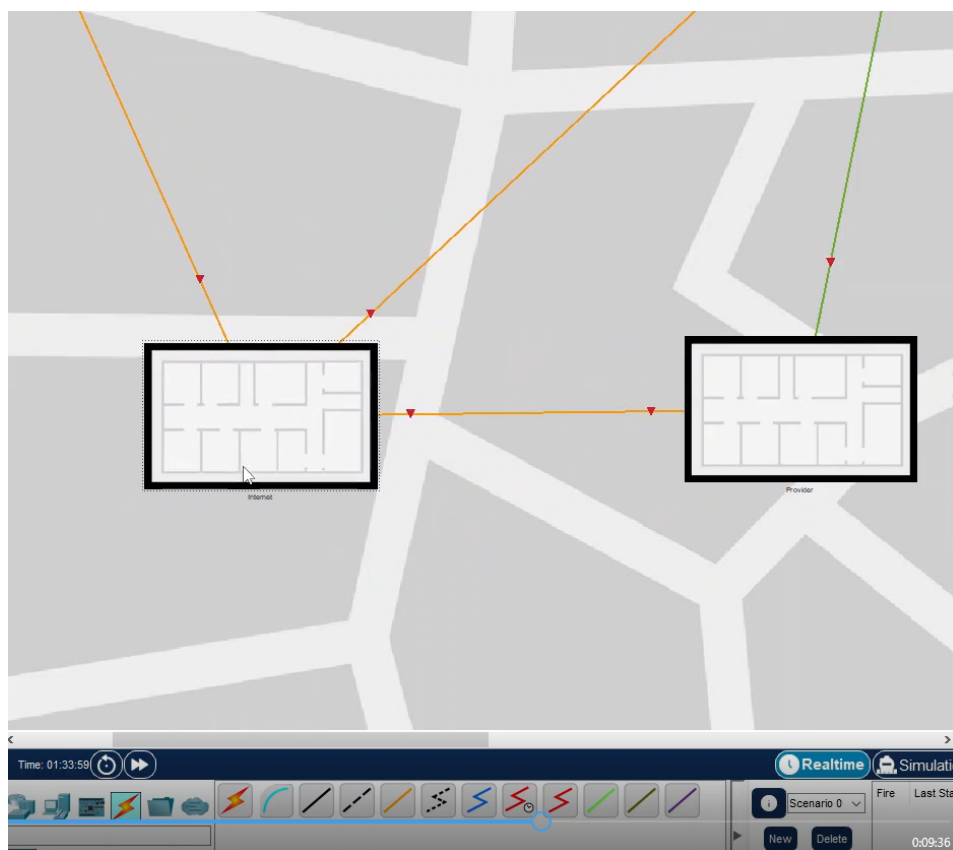 Internet
Provider
Time: 01:33:59
Realtime
Simulati
Scenario 0
Fire
Last Sta
New
Delete
0:09:36